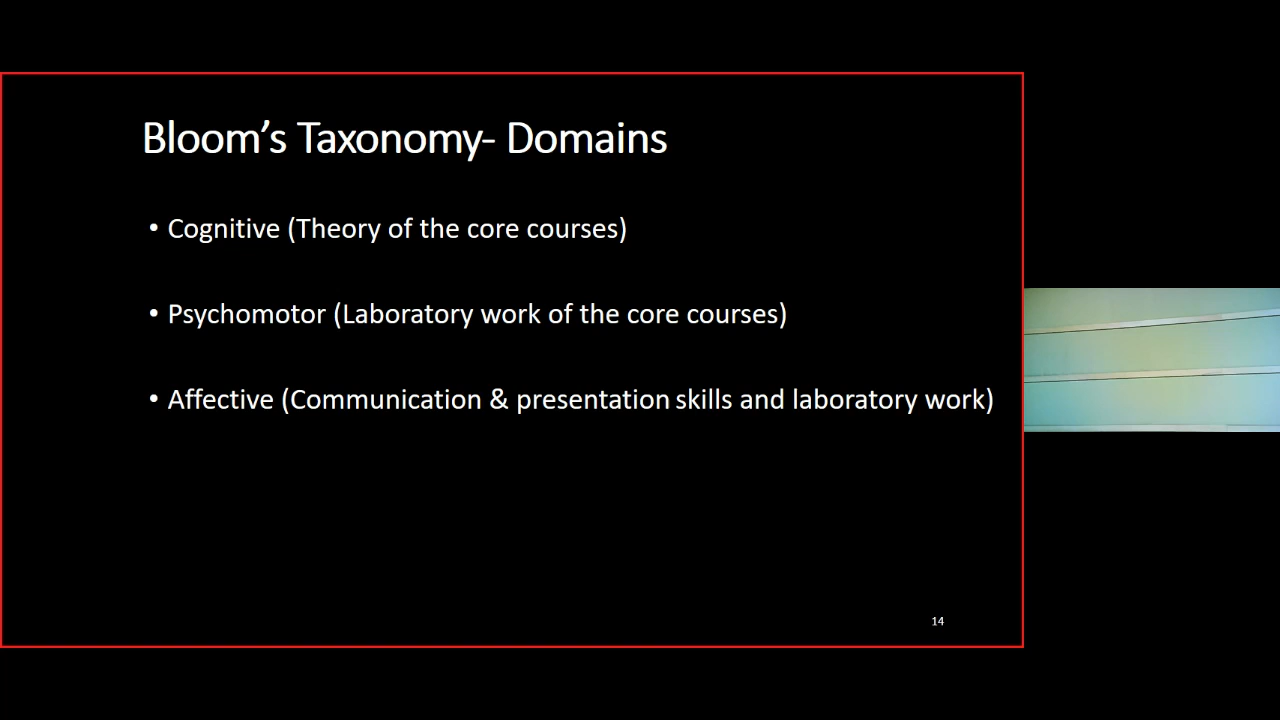 Bloom’s Taxonomy- Domains
• Cognitive (Theory of the core courses)
• Psychomotor (Laboratory work of the core courses)
• Affective (Communication & presentation skills and laboratory work)
14